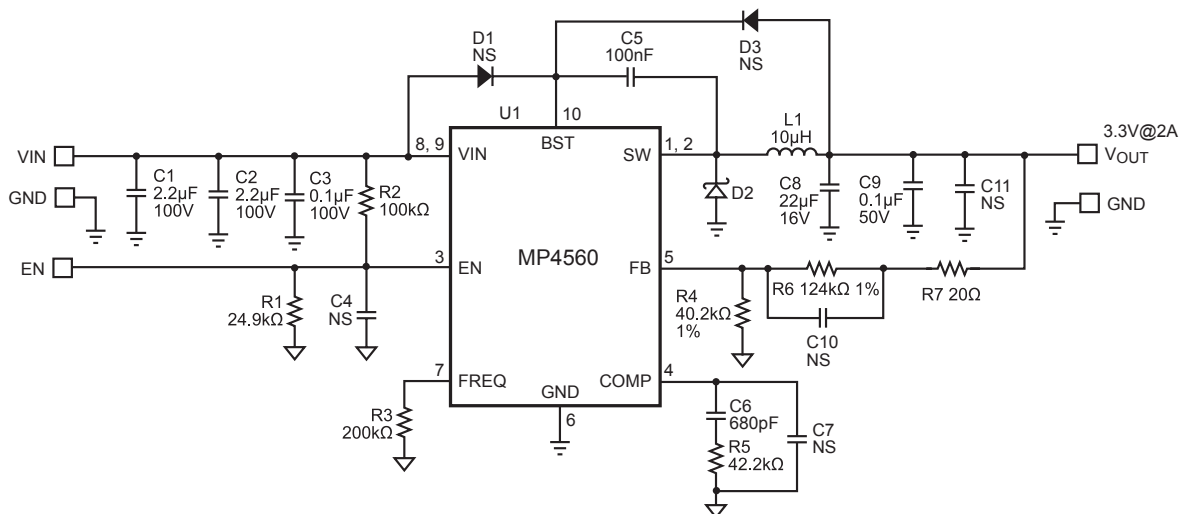 D1
NS
C5
100nF
D3
NS
U1
10
BST
8, 9
VIN
VIN
1, 2
SW
L1
10µH
3.3V@2A
VOUT
C1
2.2µF
100V
C2
2.2µF
100V
C3
0.1µF
100V
R2
100kΩ
D2
C8
22µF
16V
C9
0.1µF
50V
C11
NS
GND
GND
EN
3
EN
MP4560
FB
5
R6 124kΩ 1%
R7 20Ω
R1
24.9kΩ
C4
NS
R4
40.2kΩ
1%
C10
NS
7
FREQ
GND
6
COMP
4
R3
200kΩ
C6
680pF
R5
42.2kΩ
C7
NS